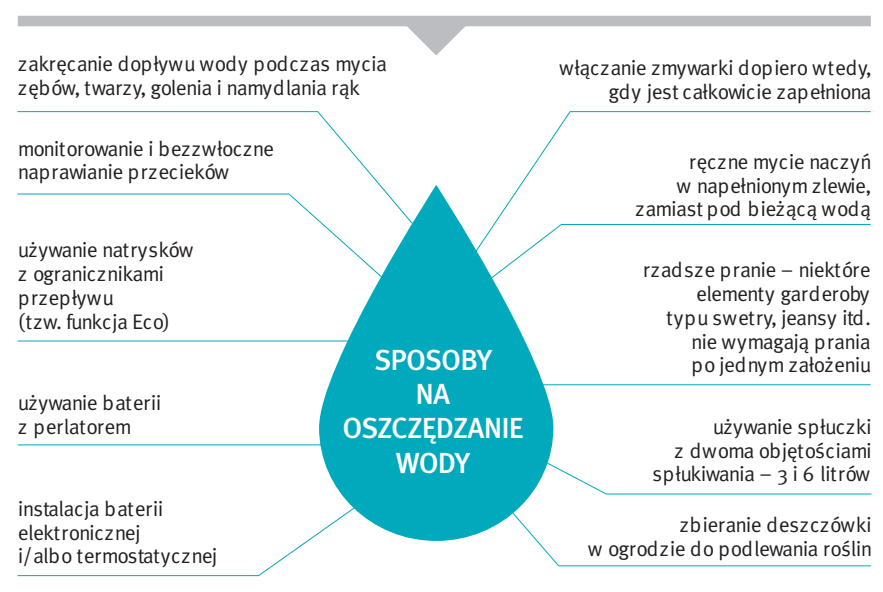 zakręcanie dopływu wody podczas mycia
zębów, twarzy, golenia i namydlania rąk
monitorowanie i bezzwłoczne
naprawianie przecieków
używanie natrysków
z ogranicznikami
przepływu
(tzw. funkcja Eco)
używanie baterii
z perlatorem
instalacja baterii
elektronicznej
i/albo termostatycznej
SPOSOBY
NA
OSZCZĘDZANIE
WODY
włączanie zmywarki dopiero wtedy,
gdy jest całkowicie zapełniona
ręczne mycie naczyń
w napełnionym zlewie,
zamiast pod bieżącą wodą
rzadsze pranie – niektóre
elementy garderoby
typu swetry, jeansy itd.
nie wymagają prania
po jednym założeniu
używanie spłuczki
z dwoma objętościami
spłukiwania – 3 i 6 litrów
zbieranie deszczówki
w ogrodzie do podlewania roślin